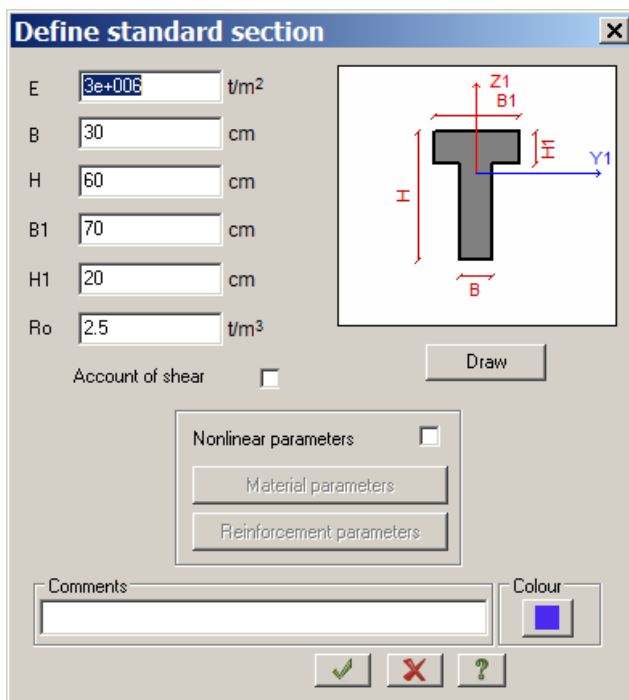 Define standard section
E 3e+006 t/m2
B 30 cm
H 60 cm
B1 70 cm
H1 20 cm
Ro 2.5 t/m3
Z1
B1
H1
Y1
H
B
Account of shear
Draw
Nonlinear parameters
Material parameters
Reinforcement parameters
Comments
Colour
?